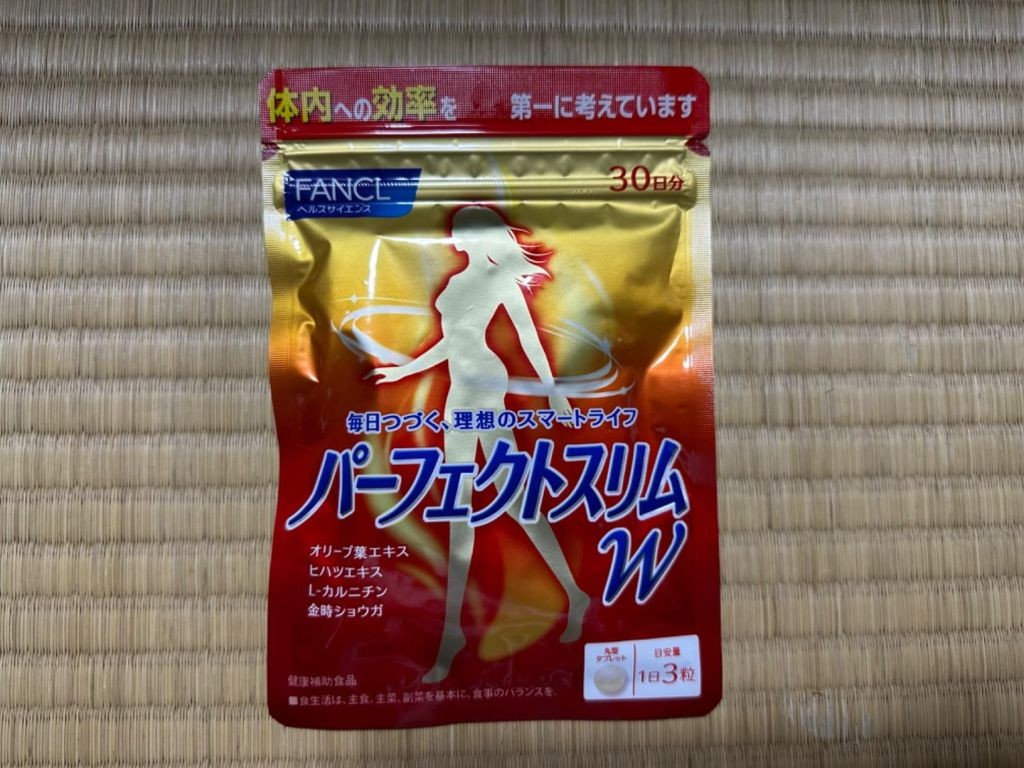 体内への効率を 第一に考えています
FANCL
ヘルスサイエンス
30日分
毎日つづく、理想のスマートライフ
パーフェクトスリム
W
オリーブ葉エキス
ヒハツエキス
L-カルニチン
金時ショウガ
丸型
タブレット
目安量
1日3粒
健康補助食品
■食生活は、主食、主菜、副菜を基本に、食事のバランスを。